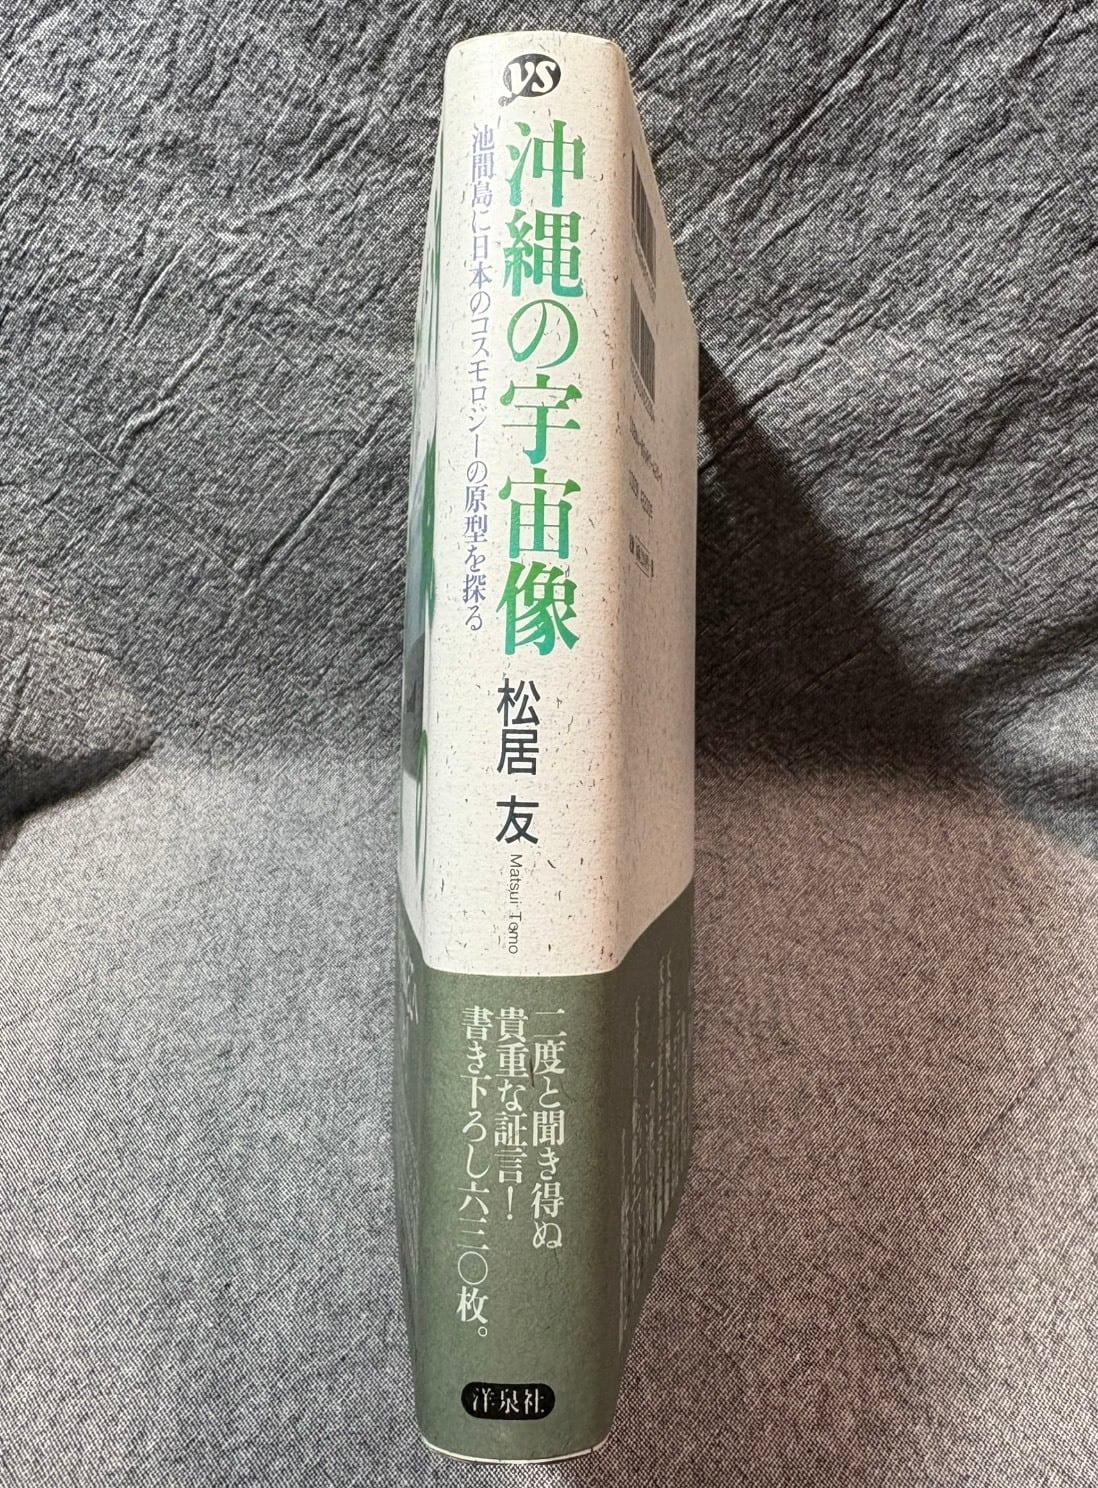 ys
沖縄の宇宙像
池間島に日本のコスモロジーの原型を探る
松居 友
Matsui Tomo
二度と聞き得ぬ
貴重な証言！
書き下ろし六三〇枚。
洋泉社